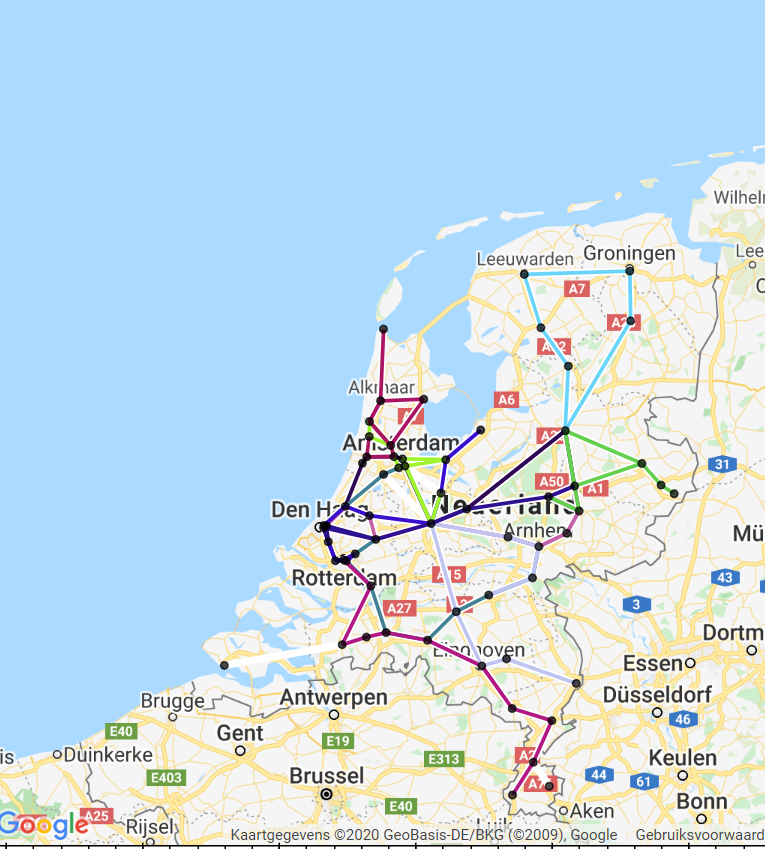 Wilhelm
Groningen
Leeuwarden
Lee
A7
Alkmaar
A6
Amsterdam
31
A50
A1
Den Haag
Nederland
Arnhem
Mü
Rotterdam
A15
43
A27
3
Dortm
Eindhoven
Essen
Brugge
Antwerpen
Düsseldorf
46
E40
Gent
E19
is
Duinkerke
E313
Keulen
E403
Brussel
44
61
E40
Bonn
A25
Aken
Google
Rijsel
Luik
Kaartgegevens ©2020 GeoBasis-DE/BKG (©2009), Google
Gebruiksvoorwaard